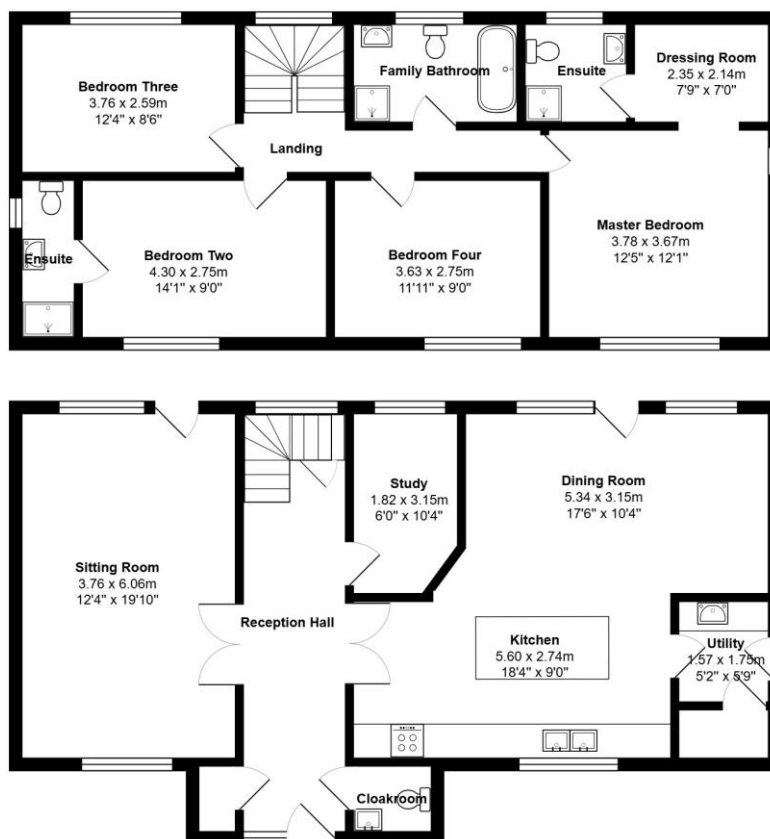 Bedroom Three
3.76 x 2.59m
12'4" x 8'6"
Family Bathroom
Ensuite
Dressing Room
2.35 x 2.14m
7'9" x 7'0"
Landing
Ensuite
Bedroom Two
4.30 x 2.75m
14'1" x 9'0"
Bedroom Four
3.63 x 2.75m
11'11" x 9'0"
Master Bedroom
3.78 x 3.67m
12'5" x 12'1"
Study
1.82 x 3.15m
6'0" x 10'4"
Dining Room
5.34 x 3.15m
17'6" x 10'4"
Sitting Room
3.76 x 6.06m
12'4" x 19'10"
Reception Hall
Kitchen
5.60 x 2.74m
18'4" x 9'0"
Utility
1.57 x 1.75m
5'2" x 5'9"
Cloakroom